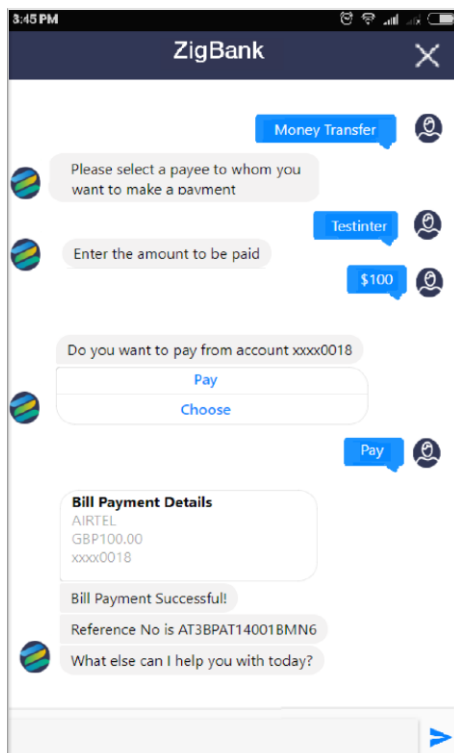 3:45 PM
ZigBank
Money Transfer
Please select a payee to whom you
want to make a payment
Testinter
Enter the amount to be paid
$100
Do you want to pay from account xxxx0018
Pay
Choose
Pay
Bill Payment Details
AIRTEL
GBP100.00
xxxx0018
Bill Payment Successful!
Reference No is AT3BPAT14001BMN6
What else can I help you with today?